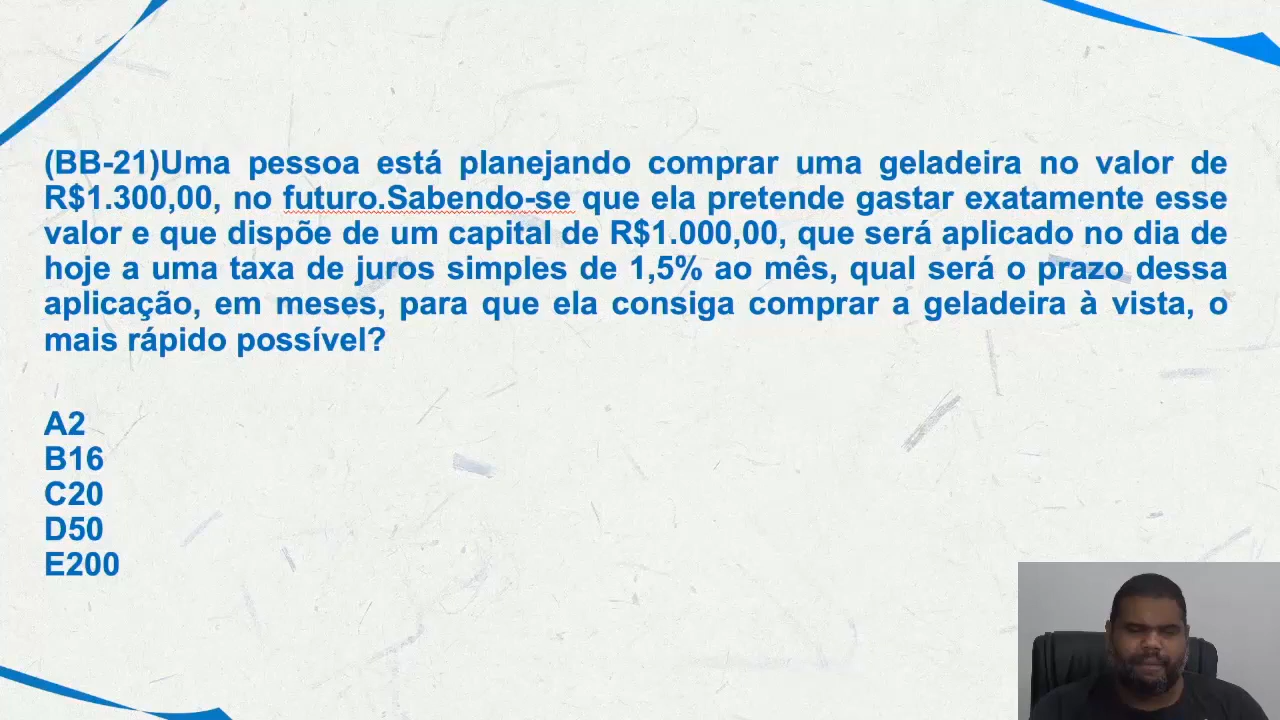 (BB-21)Uma pessoa está planejando comprar uma geladeira no valor de
R$1.300,00, no futuro.Sabendo-se que ela pretende gastar exatamente esse
valor e que dispõe de um capital de R$1.000,00, que será aplicado no dia de
hoje a uma taxa de juros simples de 1,5% ao mês, qual será o prazo dessa
aplicação, em meses, para que ela consiga comprar a geladeira à vista, o
mais rápido possível?
A2
B16
C20
D50
E200